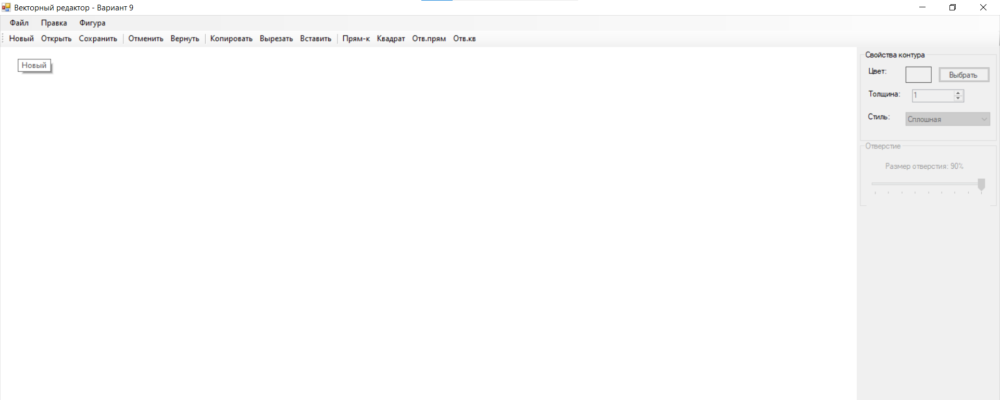 Векторный редактор - Вариант 9
Файл Правка Фигура
Новый Открыть Сохранить Отменить Вернуть Копировать Вырезать Вставить Прям-к Квадрат Отв.прям Отв.кв
Новый
Свойства контура
Цвет: Выбрать
Толщина: 1
Стиль: Сплошная
Отверстие
Размер отверстия: 90%